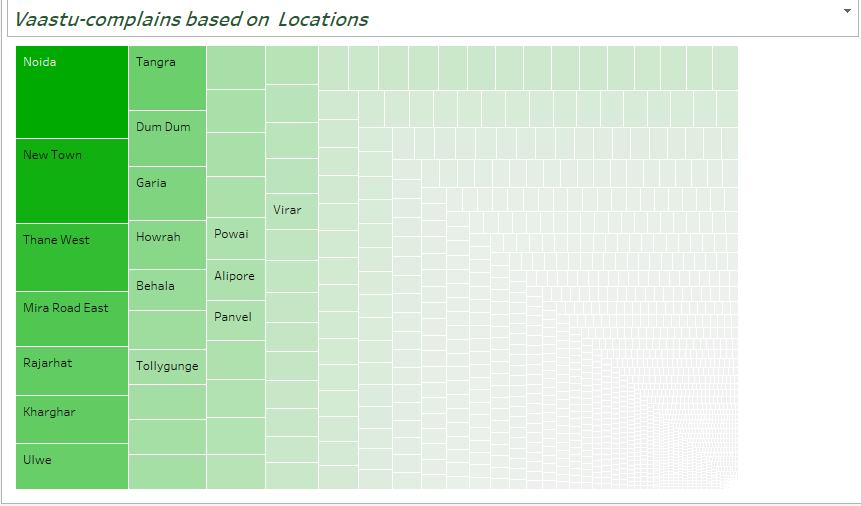 Vaastu-complains based on Locations
Noida
New Town
Thane West
Mira Road East
Rajarhat
Kharghar
Ulwe
Tangra
Dum Dum
Garia
Howrah
Behala
Tollygunge
Powai
Alipore
Panvel
Virar